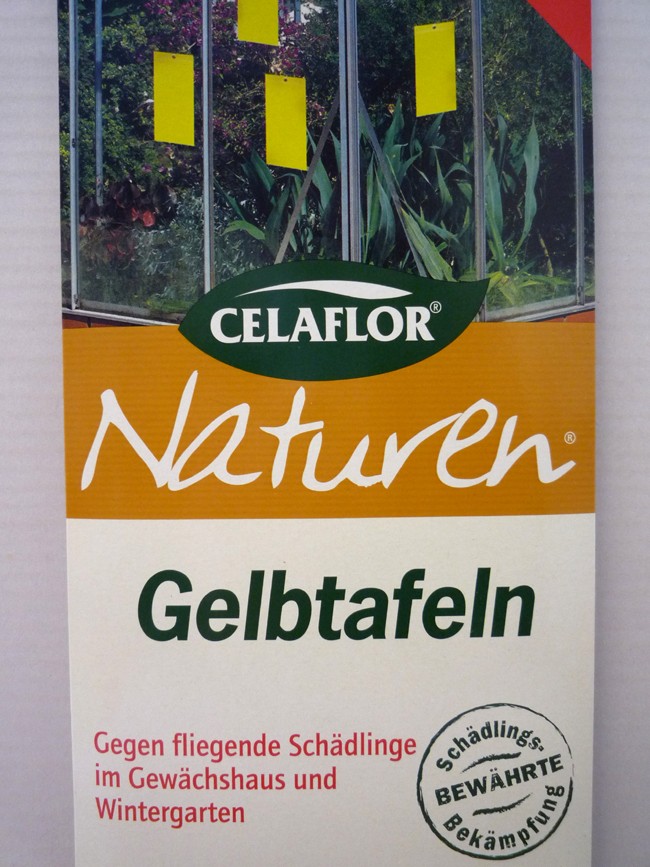 CELAFLOR®
Naturen®
Gelbtafeln
Gegen fliegende Schädlinge
im Gewächshaus und
Wintergarten
Schädlings-
BEWÄHRTE
Bekämpfung